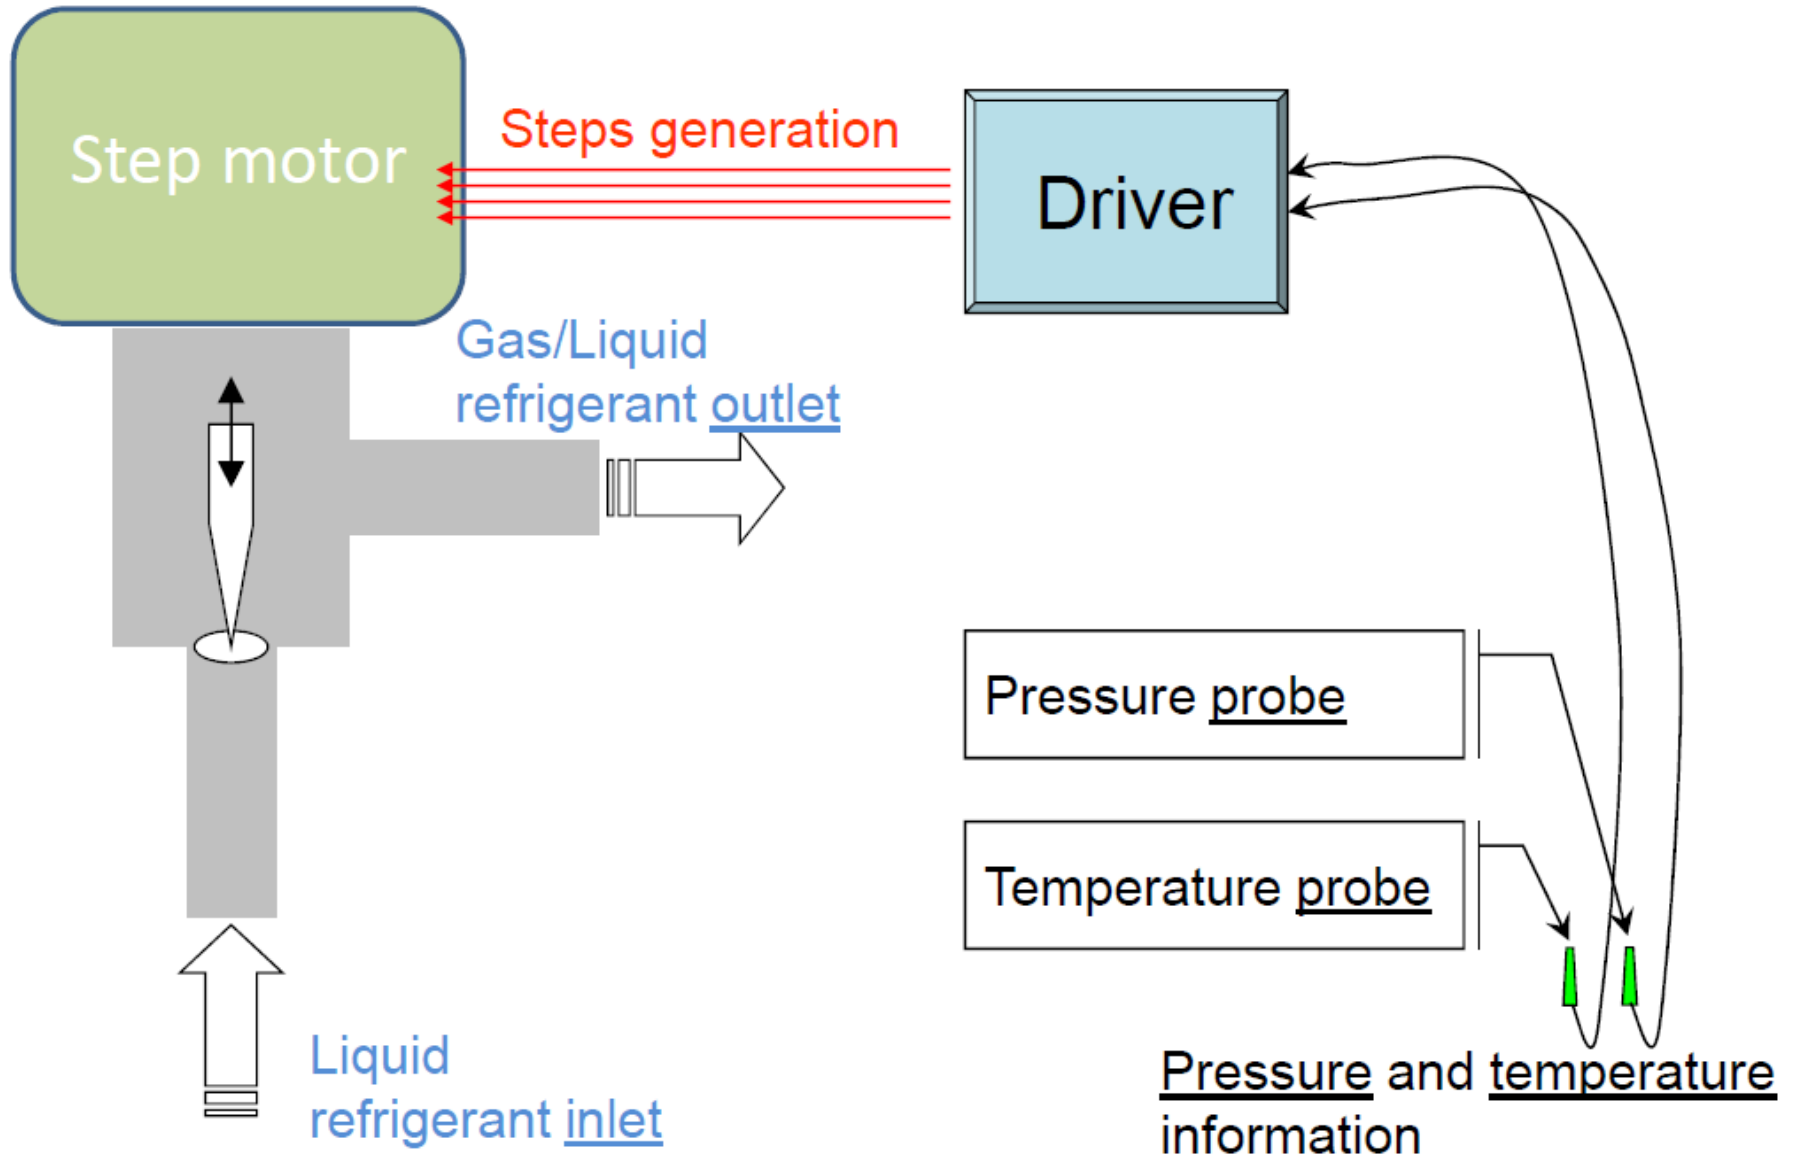 Step motor
Steps generation
Driver
Gas/Liquid
refrigerant outlet
Pressure probe
Temperature probe
Liquid
refrigerant inlet
Pressure and temperature
information